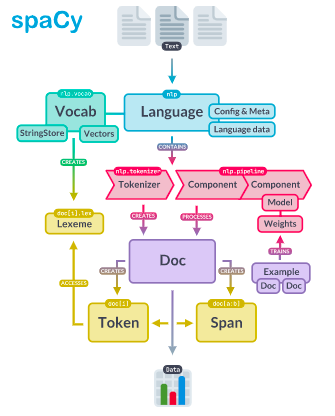 spaCy
Text
nlp.vocab
nlp
Vocab
Language
Config & Meta
StringStore
Vectors
Language data
CREATES
CONTAINS
nlp.tokenizer
nlp.pipeline
Tokenizer
Component
Component
Model
doc[i].lex
CREATES
PROCESSES
Weights
Lexeme
Doc
TRAINS
CREATES
CREATES
Example
ACCESSES
Doc
Doc
doc[i]
doc[a:b]
Token
Span
Data